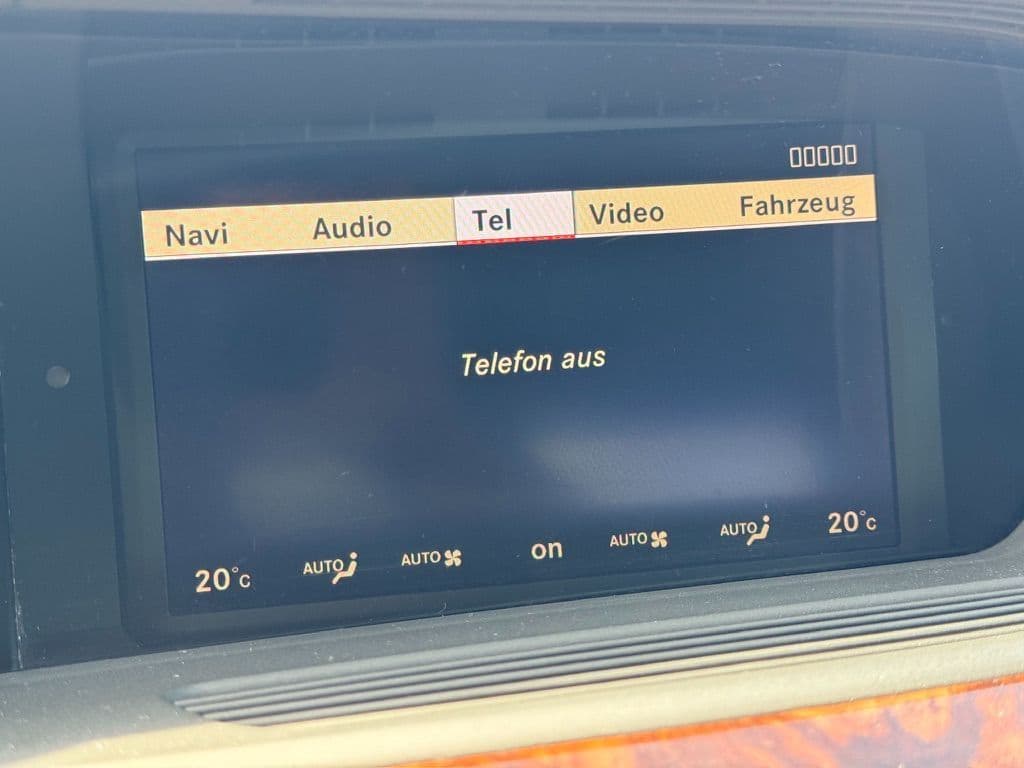 Navi Audio Tel Video Fahrzeug
Telefon aus
20°C AUTO AUTO on AUTO AUTO 20°C